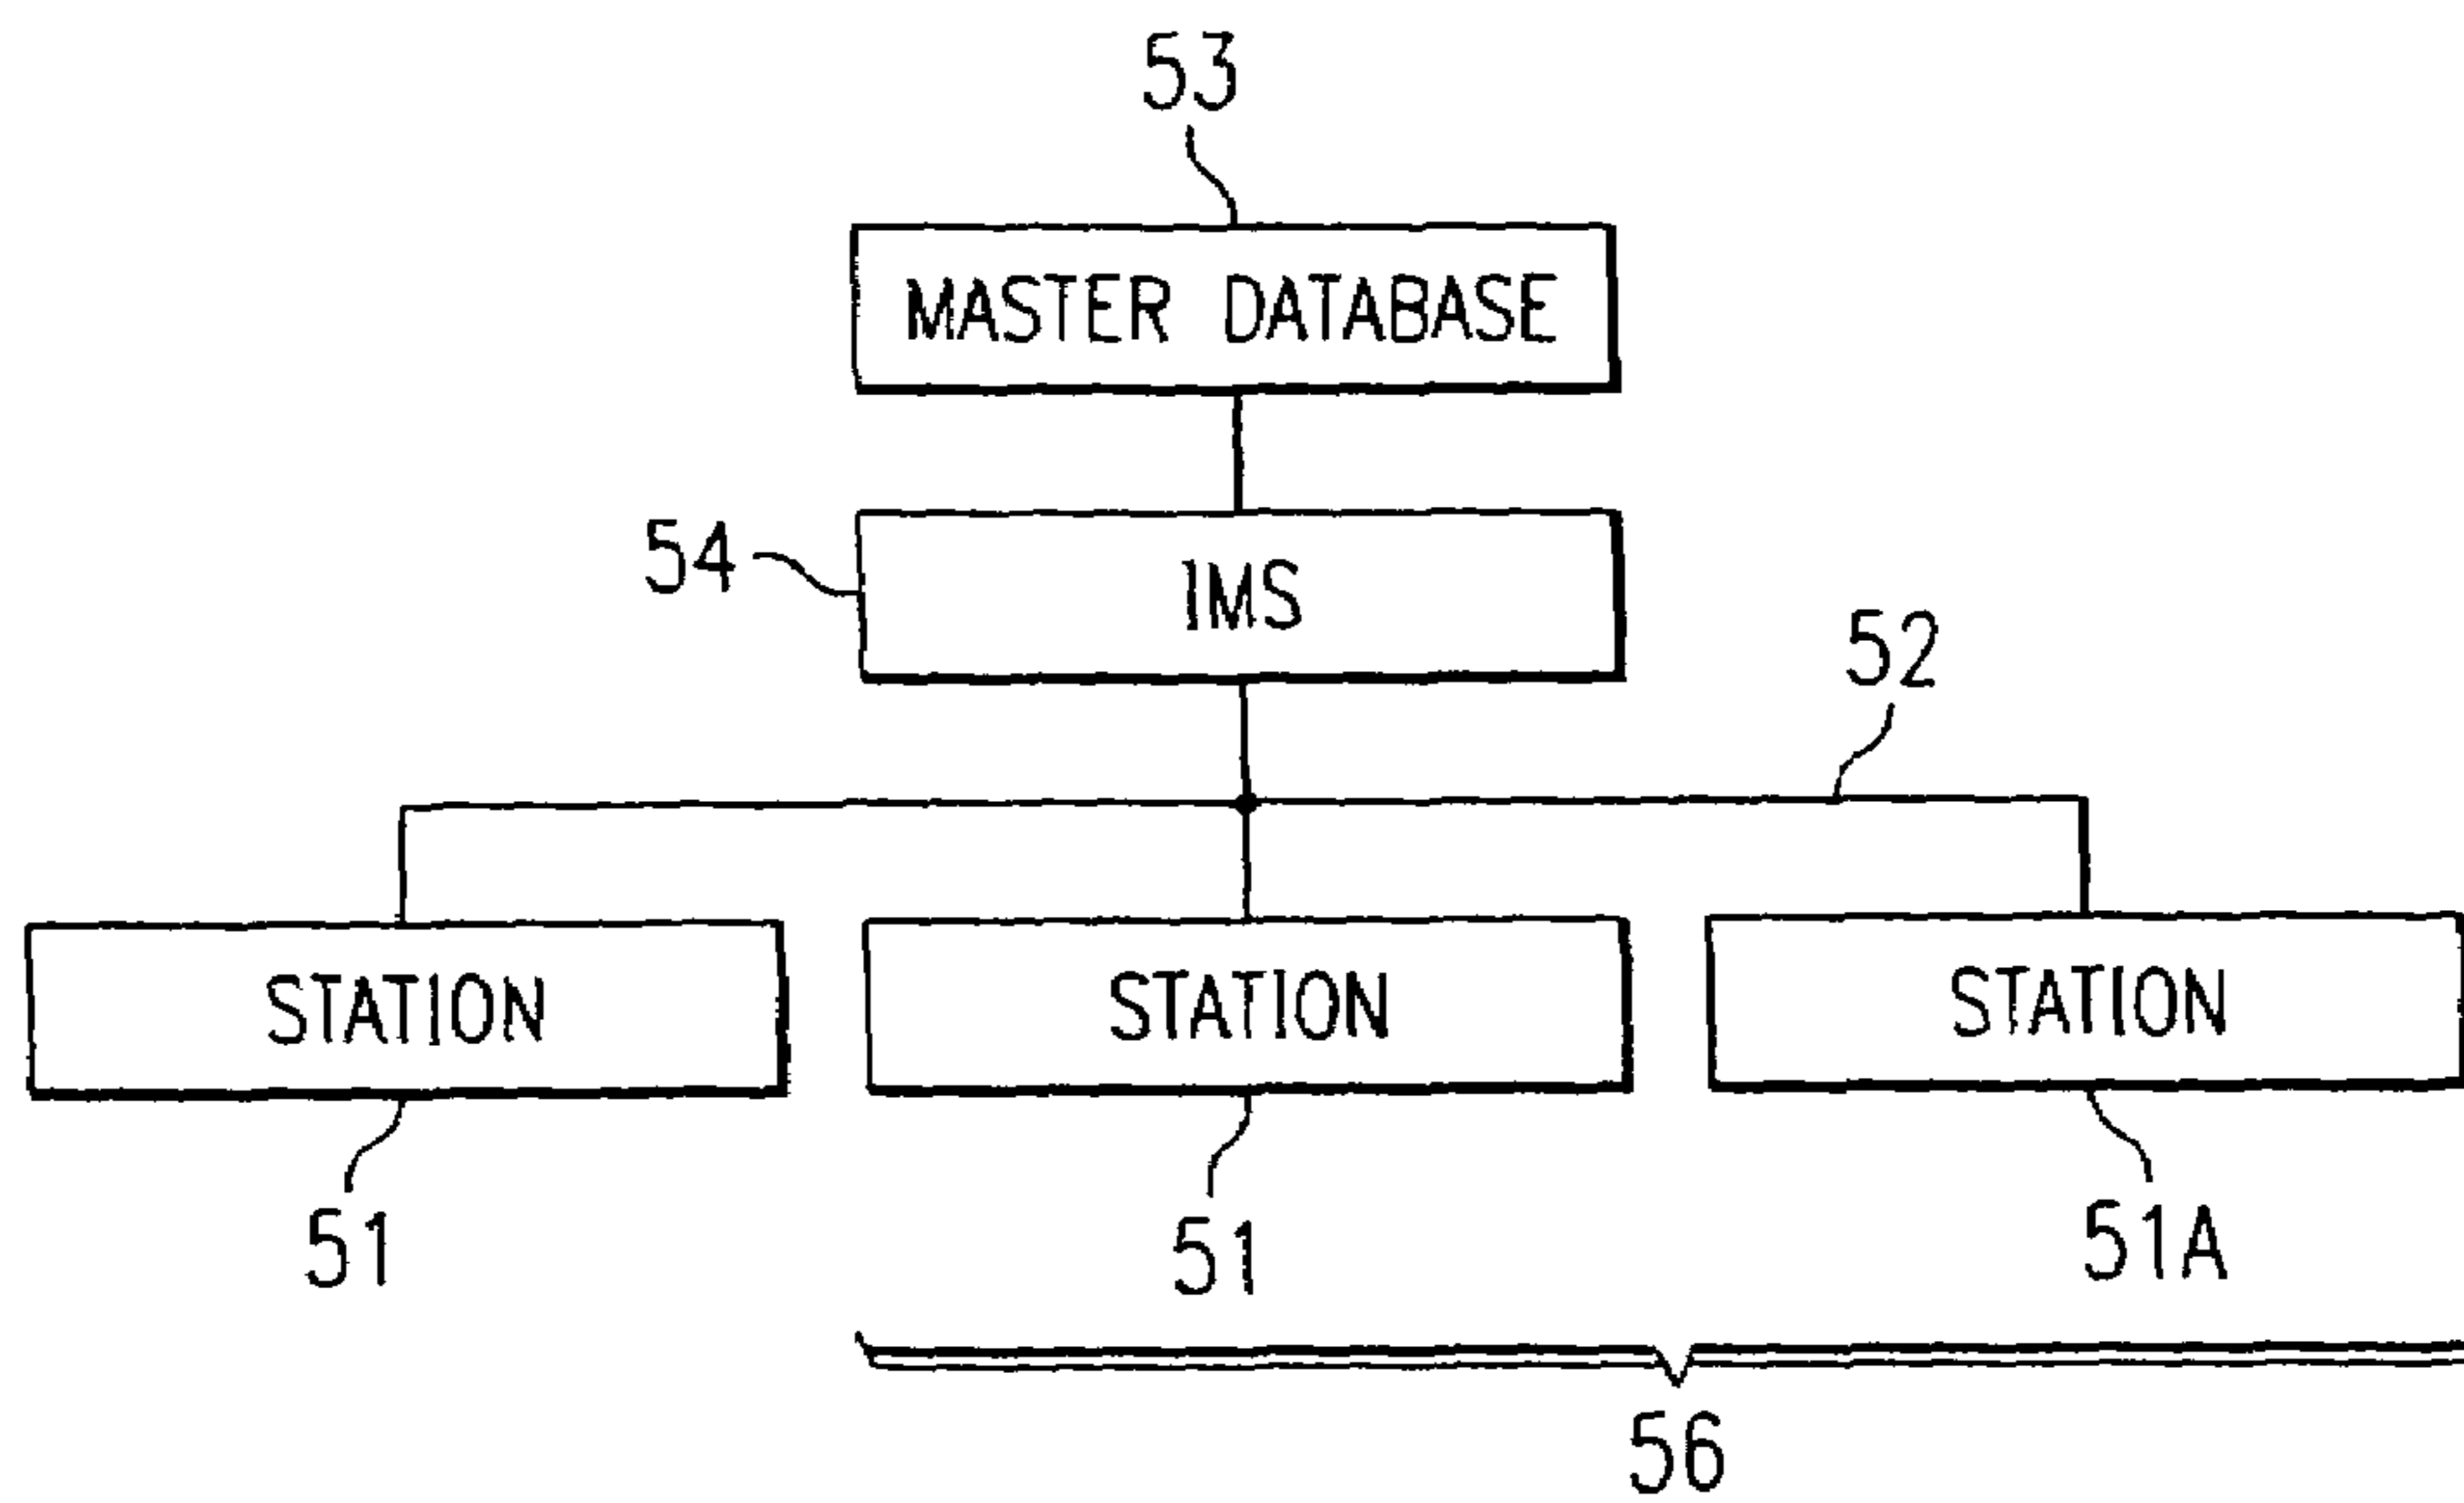 53
MASTER DATABASE
54
IMS
52
STATION
STATION
STATION
51
51
51A
56